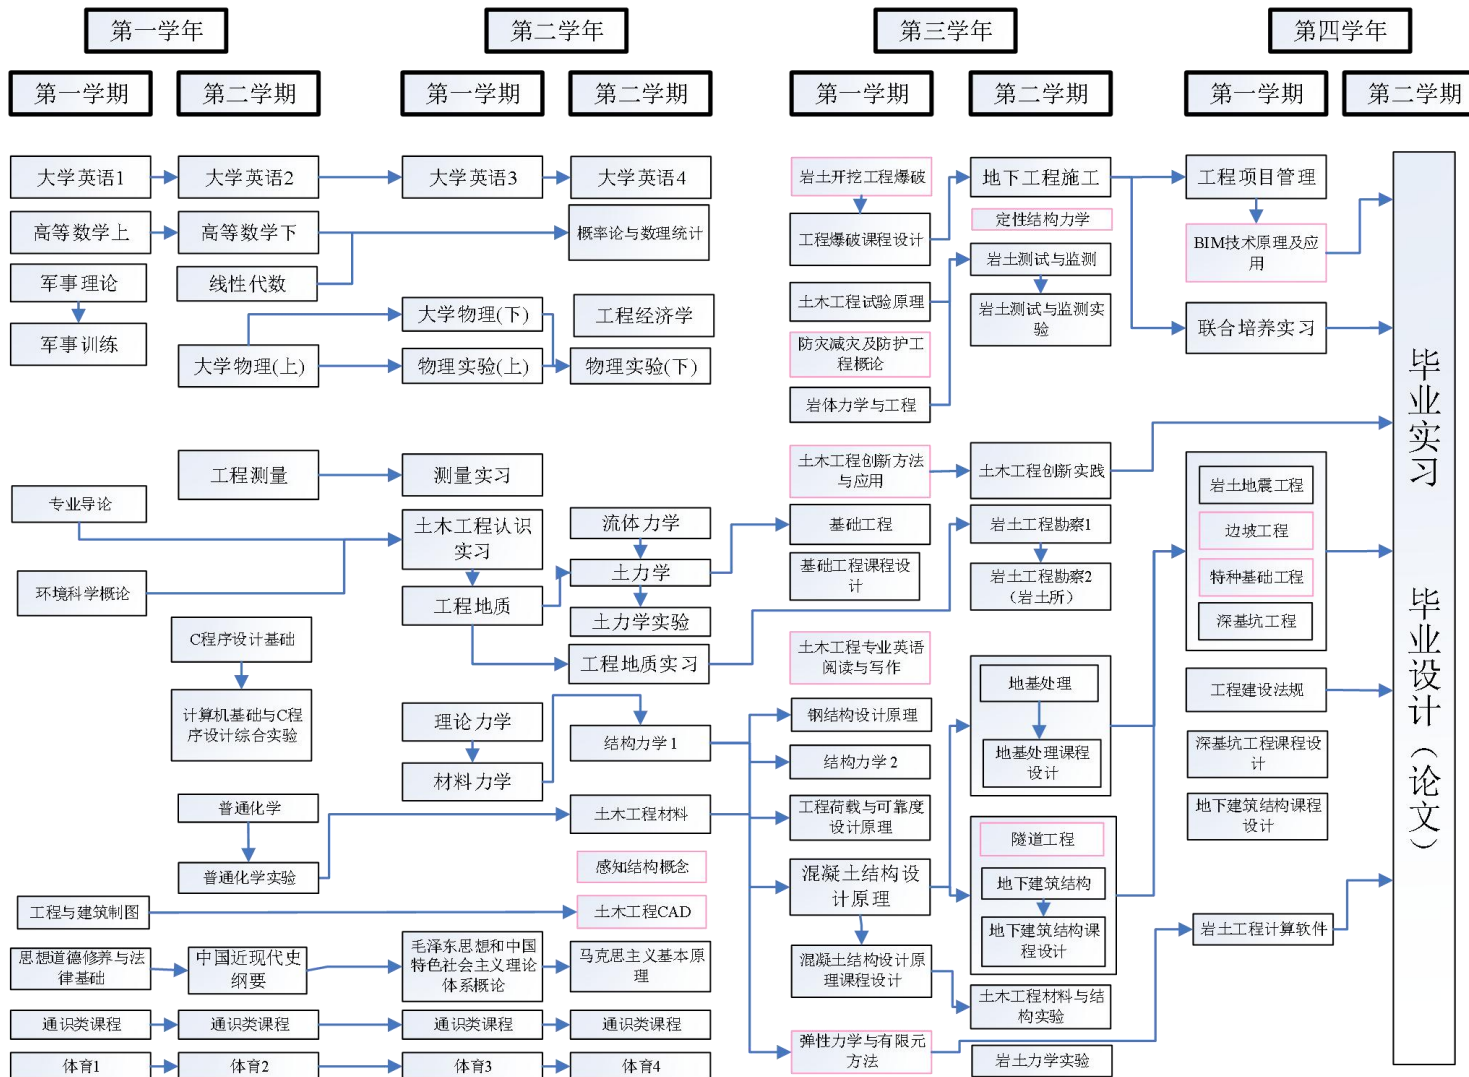 第一学年
第二学年
第三学年
第四学年
第一学期
第二学期
第一学期
第二学期
第一学期
第二学期
第一学期
第二学期
大学英语1
大学英语2
大学英语3
大学英语4
高等数学上
高等数学下
概率论与数理统计
军事理论
线性代数
军事训练
大学物理(下)
工程经济学
大学物理(上)
物理实验(上)
物理实验(下)
工程测量
测量实习
专业导论
土木工程认识
实习
流体力学
土力学
环境科学概论
工程地质
土力学实验
C程序设计基础
工程地质实习
计算机基础与C程
序设计综合实验
理论力学
结构力学1
材料力学
普通化学
土木工程材料
普通化学实验
感知结构概念
工程与建筑制图
土木工程CAD
思想道德修养与法
律基础
中国近现代史
纲要
毛泽东思想和中国
特色社会主义理论
体系概论
马克思主义基本原
理
通识类课程
通识类课程
通识类课程
通识类课程
体育1
体育2
体育3
体育4
岩土开挖工程爆破
地下工程施工
工程项目管理
定性结构力学
工程爆破课程设计
BIM技术原理及应
用
岩土测试与监测
土木工程试验原理
岩土测试与监测实
验
联合培养实习
防灾减灾及防护工
程概论
岩体力学与工程
土木工程创新方法
与应用
土木工程创新实践
岩土地震工程
边坡工程
特种基础工程
深基坑工程
基础工程
岩土工程勘察1
基础工程课程设
计
岩土工程勘察2
（岩土所）
土木工程专业英语
阅读与写作
地基处理
地基处理课程
设计
工程建设法规
钢结构设计原理
结构力学2
深基坑工程课程设
计
工程荷载与可靠度
设计原理
地下建筑结构课程
设计
隧道工程
地下建筑结构
地下建筑结构课
程设计
混凝土结构设
计原理
岩土工程计算软件
混凝土结构设计原
理课程设计
土木工程材料与结
构实验
弹性力学与有限元
方法
岩土力学实验
毕业实习
毕业设计（论文）